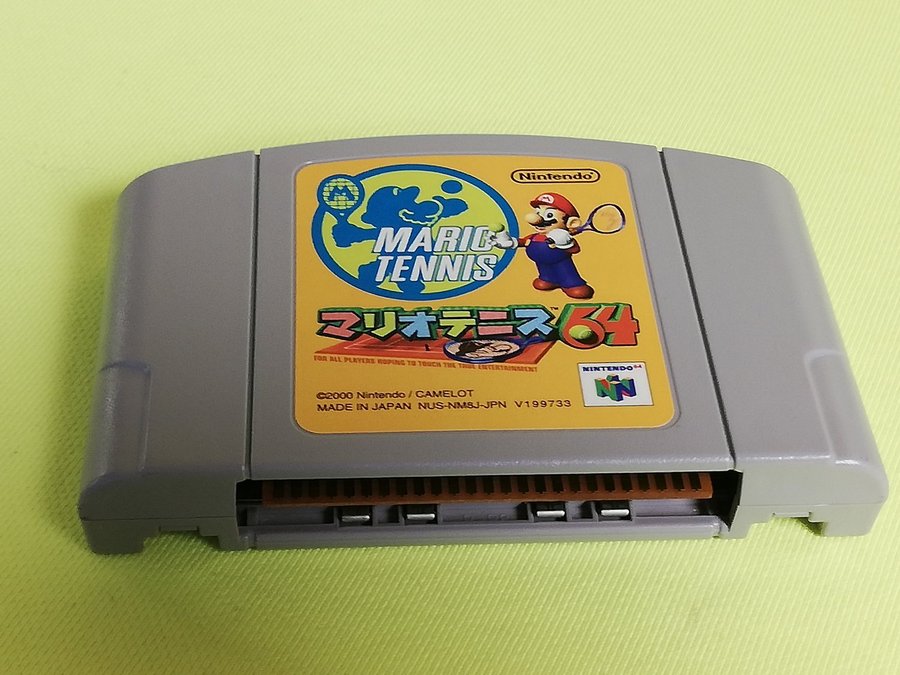 Nintendo
MARIO
TENNIS
マリオテニス64
™
FOR ALL PLAYERS HOPING TO TOUCH THE TRUE ENTERTAINMENT
NINTENDO64
©2000 Nintendo / CAMELOT
MADE IN JAPAN NUS-NM8J-JPN V199733